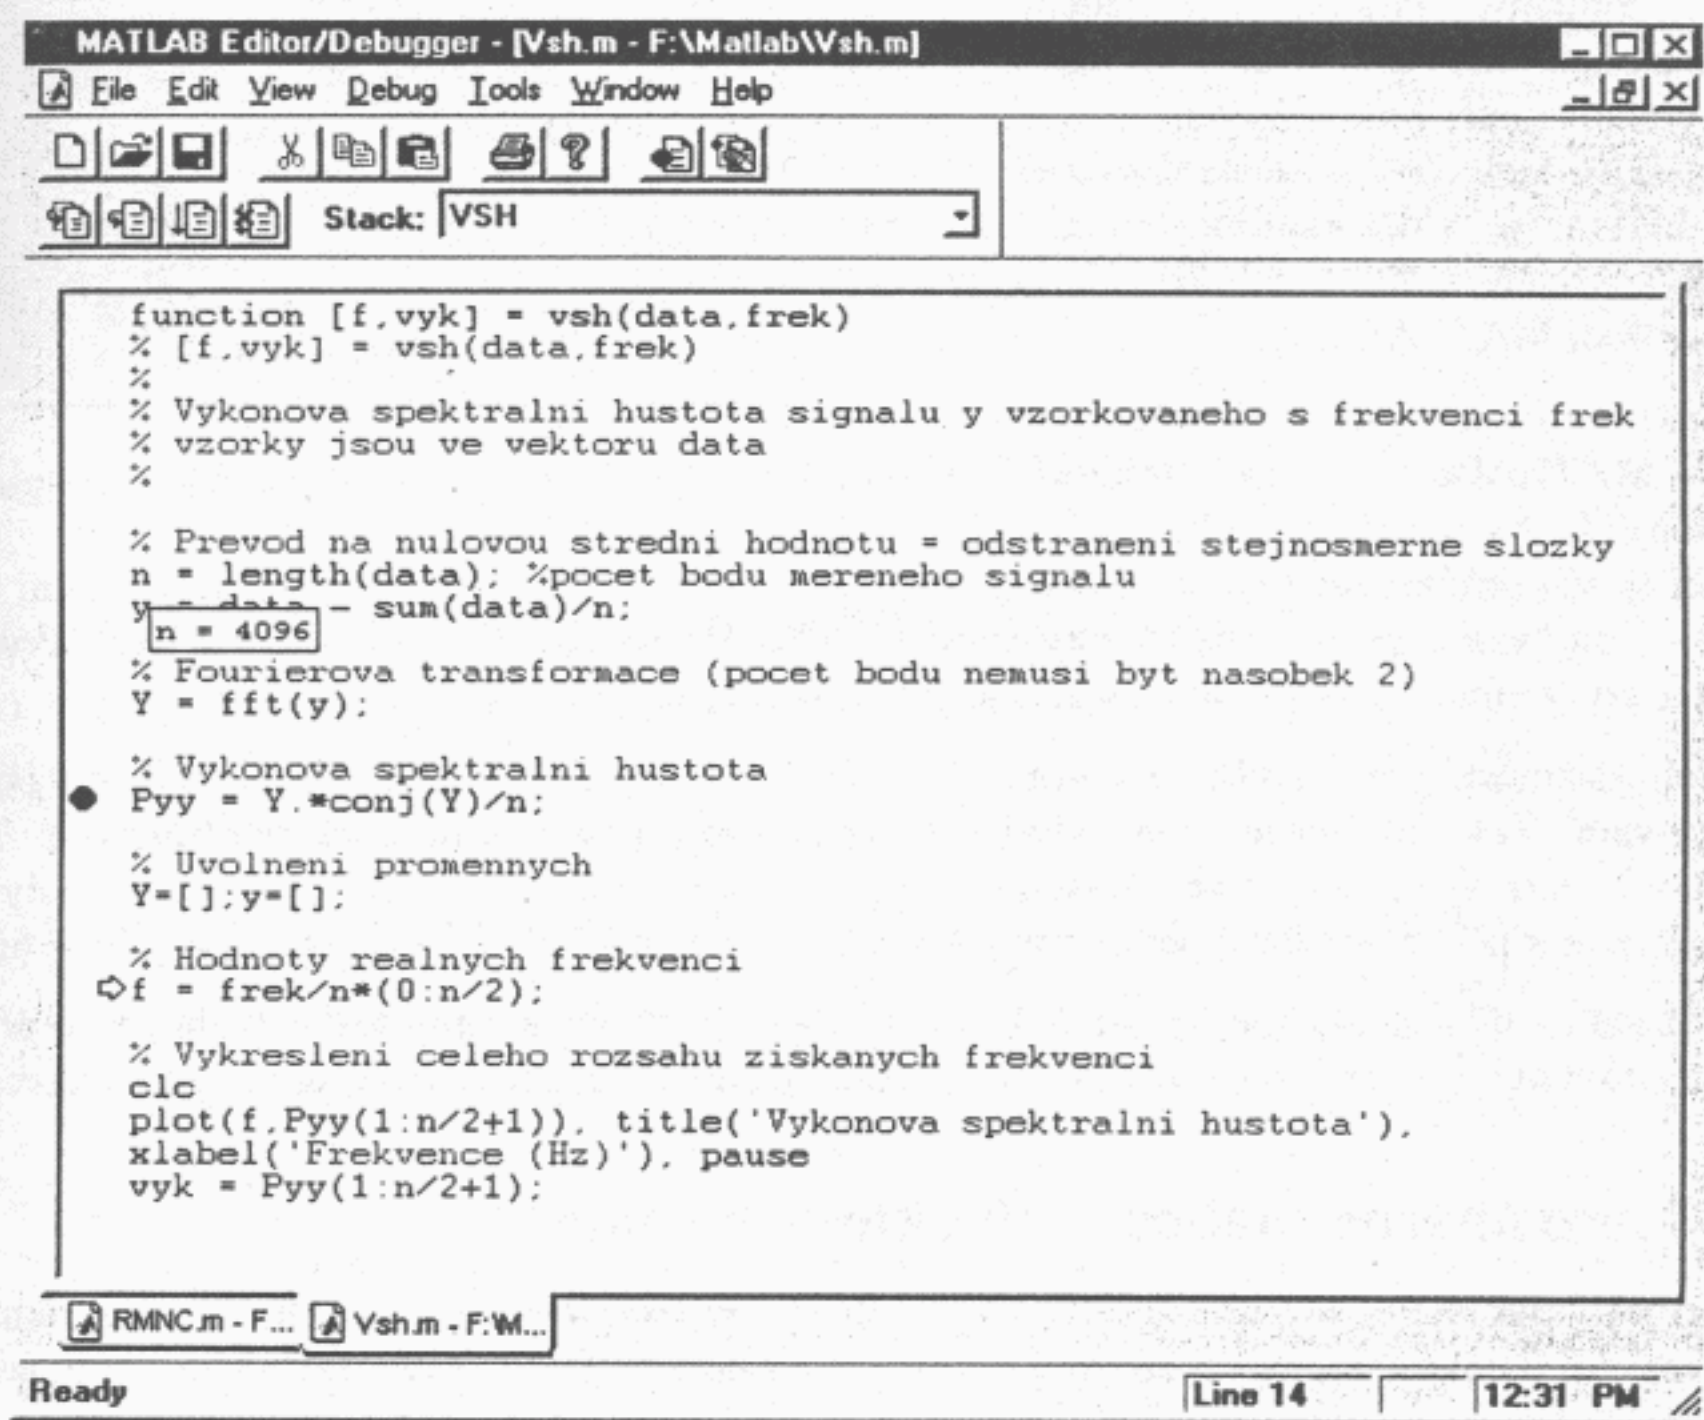 MATLAB Editor/Debugger - [Vsh.m - F:\Matlab\Vsh.m]
File Edit View Debug Tools Window Help
Stack: VSH
function [f,vyk] = vsh(data,frek)
% [f,vyk] = vsh(data,frek)
%
% Vykonova spektralni hustota signalu y vzorkovaneho s frekvenci frek
% vzorky jsou ve vektoru data
%
% Prevod na nulovou stredni hodnotu = odstraneni stejnosmerne slozky
n = length(data); %pocet bodu mereneho signalu
y = data - sum(data)/n;
n = 4096
% Fourierova transformace (pocet bodu nemusi byt nasobek 2)
Y = fft(y);
% Vykonova spektralni hustota
Pyy = Y.*conj(Y)/n;
% Uvolneni promennych
Y=[];y=[];
% Hodnoty realnych frekvenci
f = frek/n*(0:n/2);
% Vykresleni celeho rozsahu ziskanych frekvenci
clc
plot(f,Pyy(1:n/2+1)), title('Vykonova spektralni hustota'),
xlabel('Frekvence (Hz)'), pause
vyk = Pyy(1:n/2+1);
RMNC.m - F... Vsh.m - F:\M...
Ready Line 14 12:31 PM